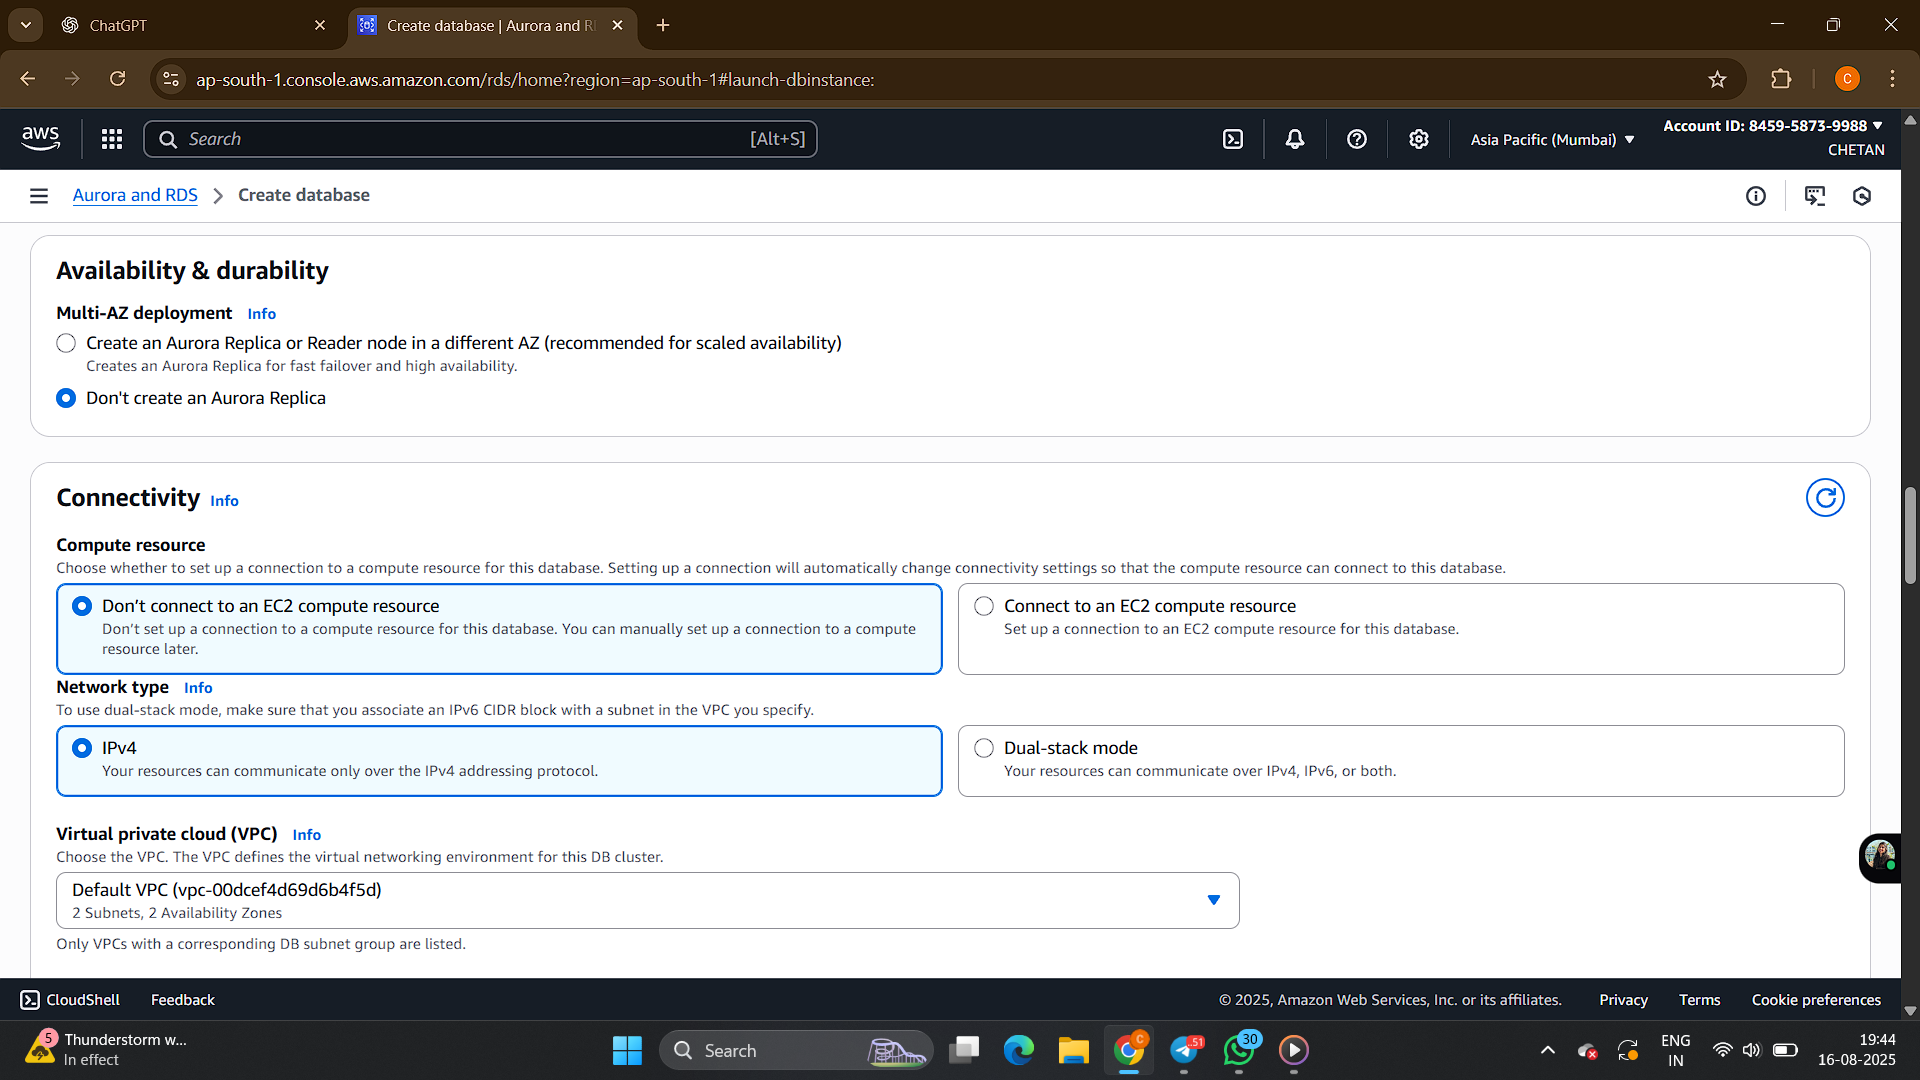 ChatGPT
Create database | Aurora and R
ap-south-1.console.aws.amazon.com/rds/home?region=ap-south-1#launch-dbinstance:
C
aws
Search
[Alt+S]
Asia Pacific (Mumbai)
Account ID: 8459-5873-9988
CHETAN
Aurora and RDS
Create database
Availability & durability
Multi-AZ deployment Info
Create an Aurora Replica or Reader node in a different AZ (recommended for scaled availability)
Creates an Aurora Replica for fast failover and high availability.
Don't create an Aurora Replica
Connectivity Info
Compute resource
Choose whether to set up a connection to a compute resource for this database. Setting up a connection will automatically change connectivity settings so that the compute resource can connect to this database.
Don’t connect to an EC2 compute resource
Don’t set up a connection to a compute resource for this database. You can manually set up a connection to a compute
resource later.
Connect to an EC2 compute resource
Set up a connection to an EC2 compute resource for this database.
Network type Info
To use dual-stack mode, make sure that you associate an IPv6 CIDR block with a subnet in the VPC you specify.
IPv4
Your resources can communicate only over the IPv4 addressing protocol.
Dual-stack mode
Your resources can communicate over IPv4, IPv6, or both.
Virtual private cloud (VPC) Info
Choose the VPC. The VPC defines the virtual networking environment for this DB cluster.
Default VPC (vpc-00dcef4d69d6b4f5d)
2 Subnets, 2 Availability Zones
Only VPCs with a corresponding DB subnet group are listed.
CloudShell
Feedback
© 2025, Amazon Web Services, Inc. or its affiliates.
Privacy
Terms
Cookie preferences
5
Thunderstorm w...
In effect
Search
C
51
30
ENG
IN
19:44
16-08-2025